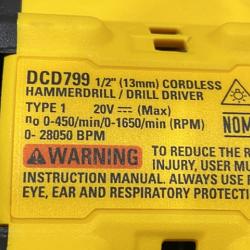 DCD799 1/2" (13mm) CORDLESS
HAMMERDRILL / DRILL DRIVER
TYPE 1 20V ⎓ (Max)
n₀ 0-450/min/0-1650/min (RPM)
0- 28050 BPM
NOM
⚠ WARNING TO REDUCE THE R
INJURY, USER MU
INSTRUCTION MANUAL. ALWAYS USE
EYE, EAR AND RESPIRATORY PROTECTI